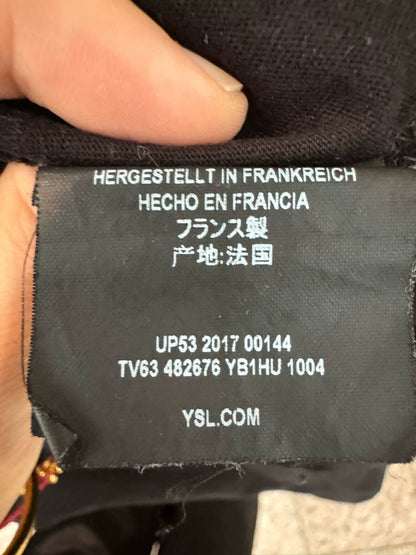 HERGESTELLT IN FRANKREICH
HECHO EN FRANCIA
フランス製
产地:法国
UP53 2017 00144
TV63 482676 YB1HU 1004
YSL.COM